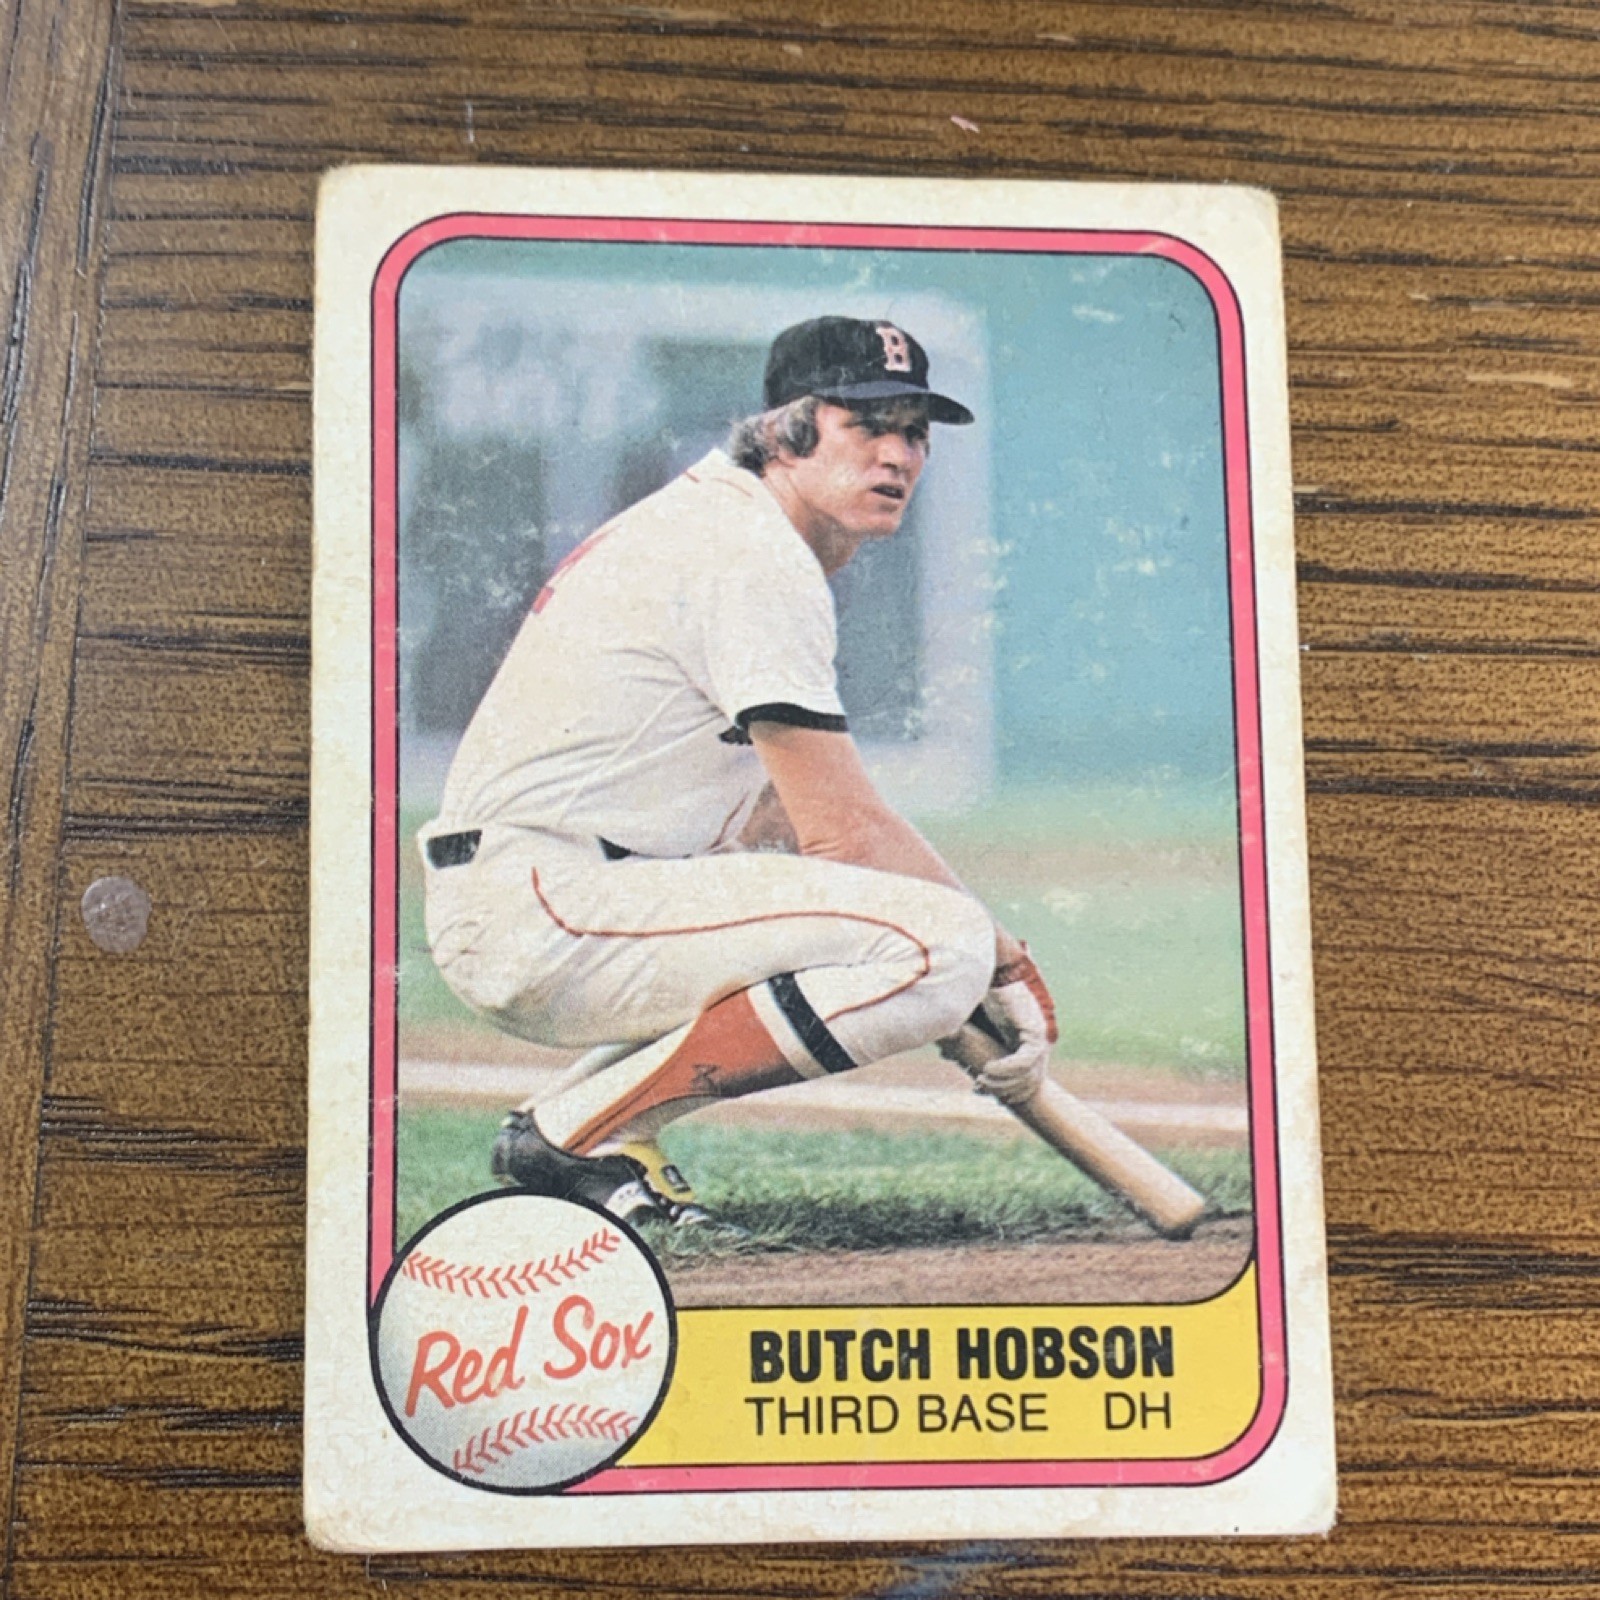 B
Red Sox
BUTCH HOBSON
THIRD BASE DH